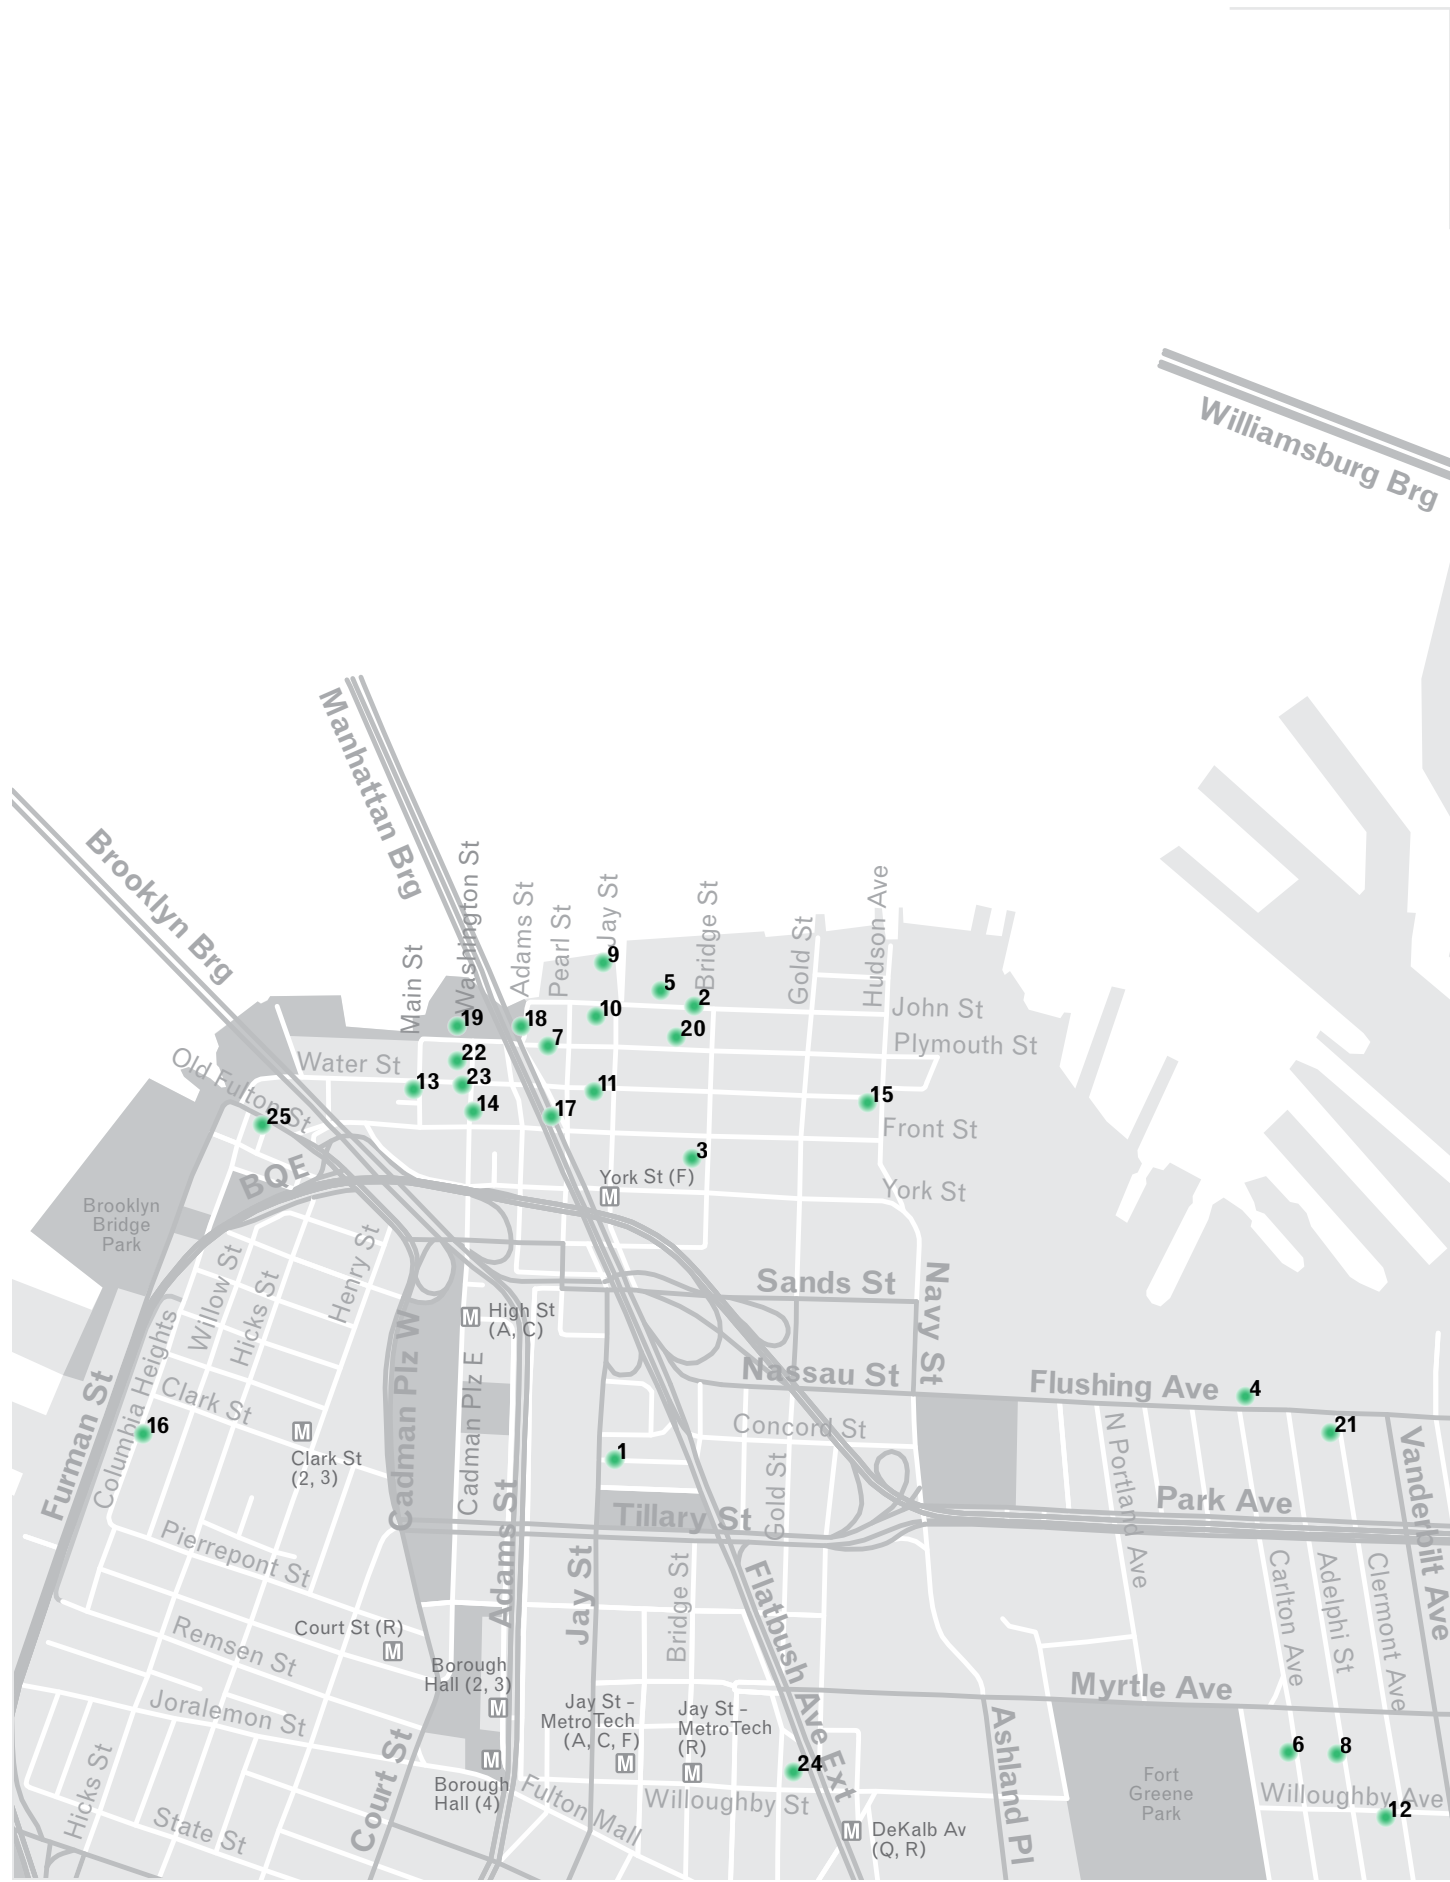 Williamsburg Brg
Manhattan Brg
Brooklyn Brg
Main St
Washington St
Adams St
Pearl St
Jay St
Bridge St
Gold St
Hudson Ave
9
5
2
10
20
19
18
7
22
23
13
14
11
17
15
25
3
John St
Plymouth St
Water St
Old Fulton St
Front St
York St (F)
M
York St
BQE
Brooklyn
Bridge
Park
Sands St
Navy St
Nassau St
Willow St
Hicks St
Henry St
High St
(A, C)
M
Columbia Heights
Clark St
16
M
Clark St
(2, 3)
Furman St
Cadman Plz W
Cadman Plz E
Concord St
1
Gold St
Flushing Ave
4
21
N Portland Ave
Vanderbilt Ave
Park Ave
Tillary St
Adams St
Jay St
Bridge St
Flatbush Ave Ext
Pierrepont St
Remsen St
Joralemon St
Court St (R)
M
Borough
Hall (2, 3)
M
M
Borough
Hall (4)
Jay St –
MetroTech
(A, C, F)
M
Jay St –
MetroTech
(R)
M
Carlton Ave
Adelphi St
Clermont Ave
Myrtle Ave
Ashland Pl
24
6
8
12
Willoughby St
Willoughby Ave
Fort
Greene
Park
Fulton Mall
M
DeKalb Av
(Q, R)
Hicks St
State St
Court St